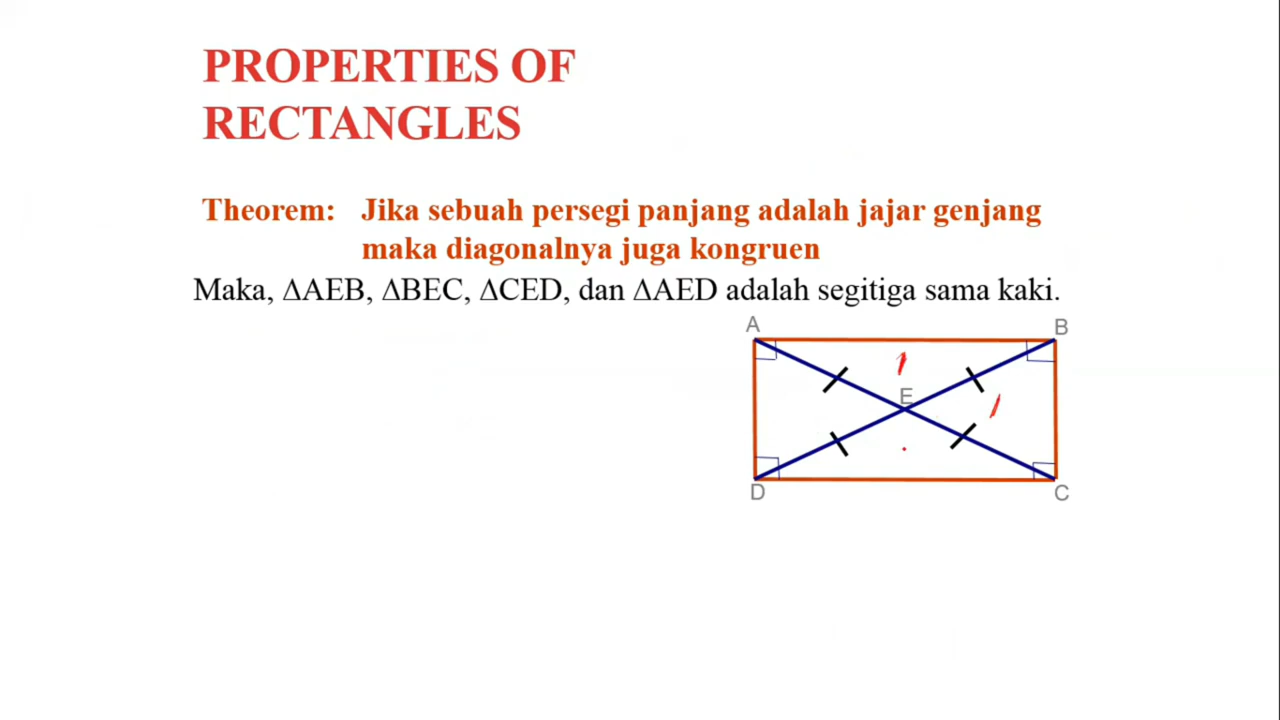 PROPERTIES OF
RECTANGLES
Theorem: Jika sebuah persegi panjang adalah jajar genjang
maka diagonalnya juga kongruen
Maka, ΔAEB, ΔBEC, ΔCED, dan ΔAED adalah segitiga sama kaki.
A
B
E
D
C